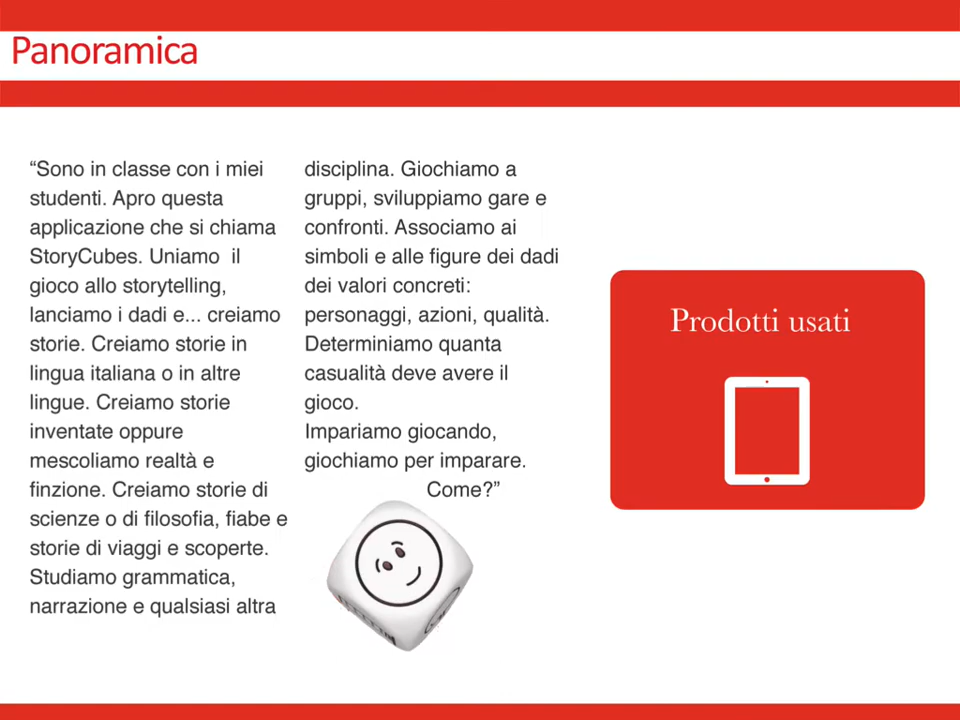 Panoramica
“Sono in classe con i miei
studenti. Apro questa
applicazione che si chiama
StoryCubes. Uniamo  il
gioco allo storytelling,
lanciamo i dadi e... creiamo
storie. Creiamo storie in
lingua italiana o in altre
lingue. Creiamo storie
inventate oppure
mescoliamo realtà e
finzione. Creiamo storie di
scienze o di filosofia, fiabe e
storie di viaggi e scoperte.
Studiamo grammatica,
narrazione e qualsiasi altra
disciplina. Giochiamo a
gruppi, sviluppiamo gare e
confronti. Associamo ai
simboli e alle figure dei dadi
dei valori concreti:
personaggi, azioni, qualità.
Determiniamo quanta
casualità deve avere il
gioco.
Impariamo giocando,
giochiamo per imparare.
Come?”
Prodotti usati